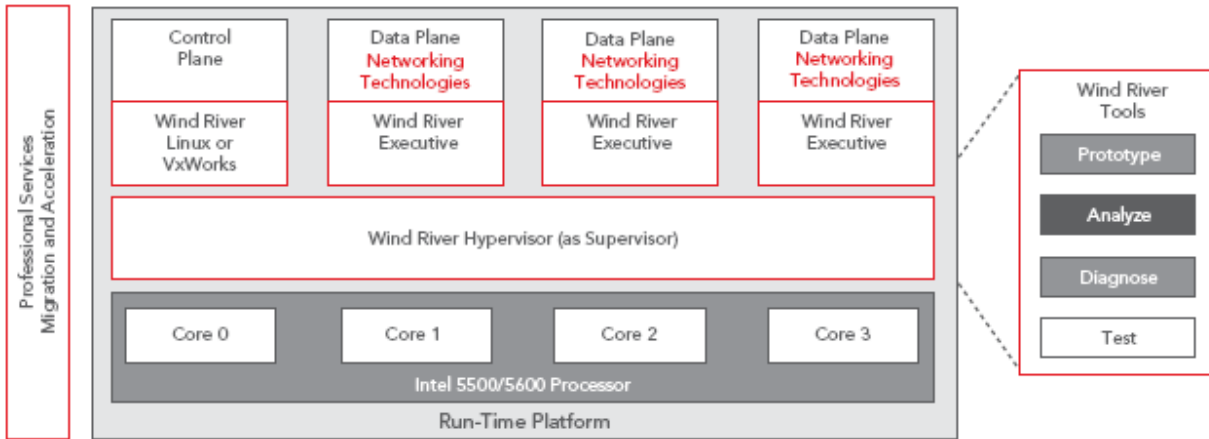 Professional Services
Migration and Acceleration
Control
Plane
Wind River
Linux or
VxWorks
Data Plane
Networking
Technologies
Wind River
Executive
Data Plane
Networking
Technologies
Wind River
Executive
Data Plane
Networking
Technologies
Wind River
Executive
Wind River Hypervisor (as Supervisor)
Core 0
Core 1
Core 2
Core 3
Intel 5500/5600 Processor
Run-Time Platform
Wind River
Tools
Prototype
Analyze
Diagnose
Test